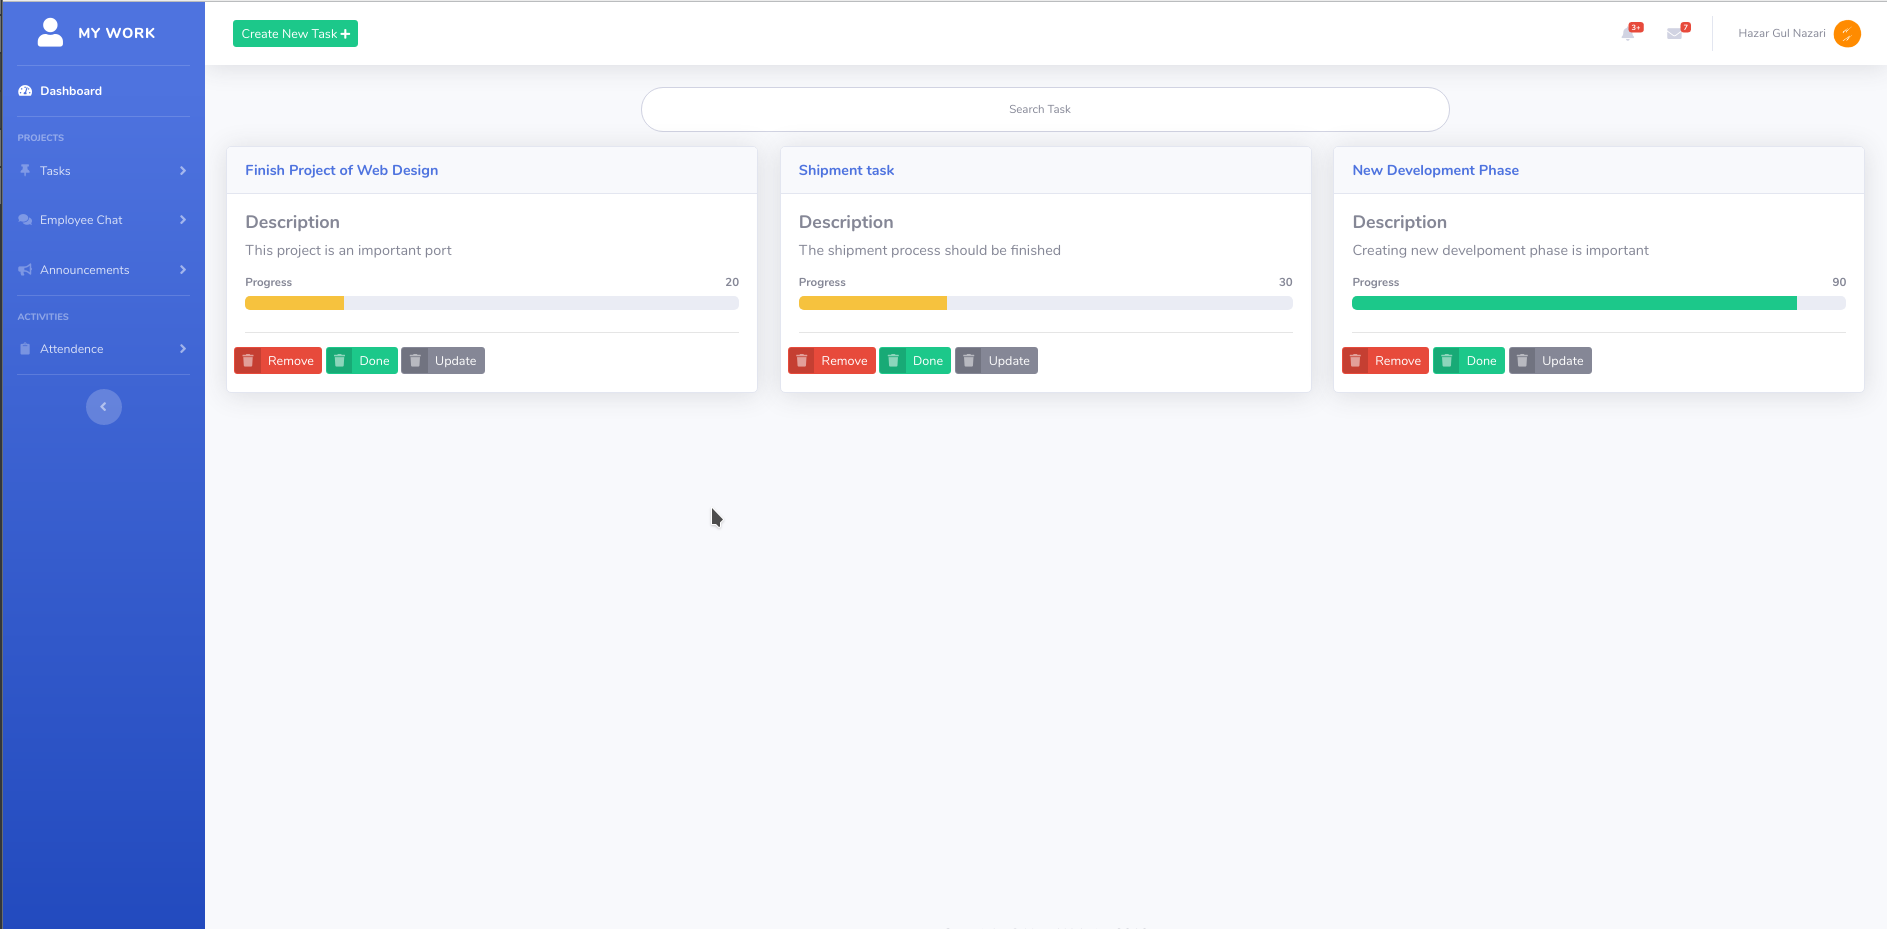 MY WORK
Create New Task
3+
7
Hazar Gul Nazari
Dashboard
PROJECTS
Tasks
Employee Chat
Announcements
ACTIVITIES
Attendence
Search Task
Finish Project of Web Design
Description
This project is an important port
Progress 20
Remove Done Update
Shipment task
Description
The shipment process should be finished
Progress 30
Remove Done Update
New Development Phase
Description
Creating new develpoment phase is important
Progress 90
Remove Done Update